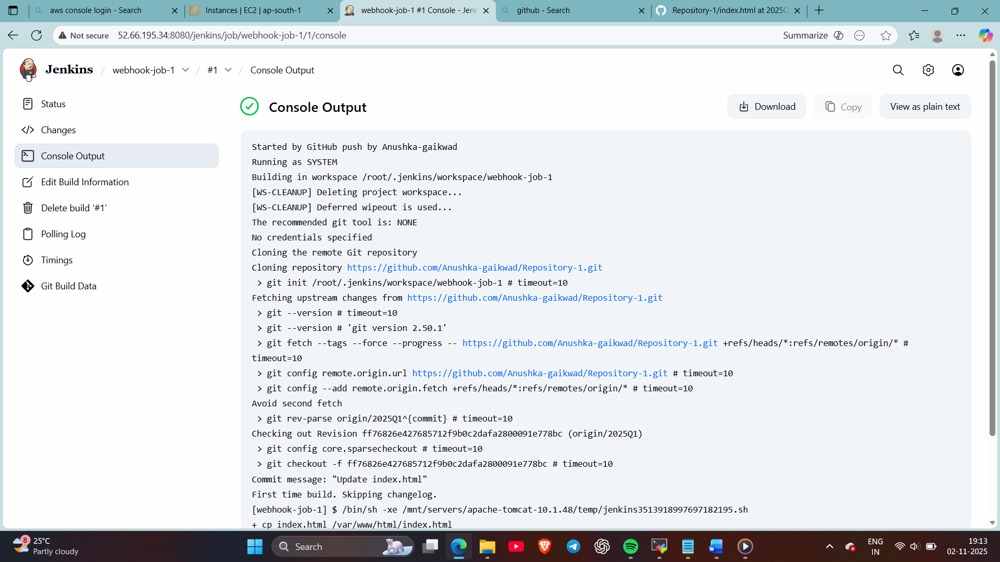 aws console login - Search
Instances | EC2 | ap-south-1
webhook-job-1 #1 Console - Jenk
github - Search
Repository-1/index.html at 2025Q
Not secure
52.66.195.34:8080/jenkins/job/webhook-job-1/1/console
Summarize
Jenkins / webhook-job-1 / #1 / Console Output
Status
Changes
Console Output
Edit Build Information
Delete build ‘#1’
Polling Log
Timings
Git Build Data
Console Output
Download
Copy
View as plain text
Started by GitHub push by Anushka-gaikwad
Running as SYSTEM
Building in workspace /root/.jenkins/workspace/webhook-job-1
[WS-CLEANUP] Deleting project workspace...
[WS-CLEANUP] Deferred wipeout is used...
The recommended git tool is: NONE
No credentials specified
Cloning the remote Git repository
Cloning repository https://github.com/Anushka-gaikwad/Repository-1.git
 > git init /root/.jenkins/workspace/webhook-job-1 # timeout=10
Fetching upstream changes from https://github.com/Anushka-gaikwad/Repository-1.git
 > git --version # timeout=10
 > git --version # 'git version 2.50.1'
 > git fetch --tags --force --progress -- https://github.com/Anushka-gaikwad/Repository-1.git +refs/heads/*:refs/remotes/origin/* #
timeout=10
 > git config remote.origin.url https://github.com/Anushka-gaikwad/Repository-1.git # timeout=10
 > git config --add remote.origin.fetch +refs/heads/*:refs/remotes/origin/* # timeout=10
Avoid second fetch
 > git rev-parse origin/2025Q1^{commit} # timeout=10
Checking out Revision ff76826e427685712f9b0c2dafa2800091e778bc (origin/2025Q1)
 > git config core.sparsecheckout # timeout=10
 > git checkout -f ff76826e427685712f9b0c2dafa2800091e778bc # timeout=10
Commit message: "Update index.html"
First time build. Skipping changelog.
[webhook-job-1] $ /bin/sh -xe /mnt/servers/apache-tomcat-10.1.48/temp/jenkins3513918997697182195.sh
+ cp index.html /var/www/html/index.html
8
25°C
Partly cloudy
Search
ENG
IN
19:13
02-11-2025